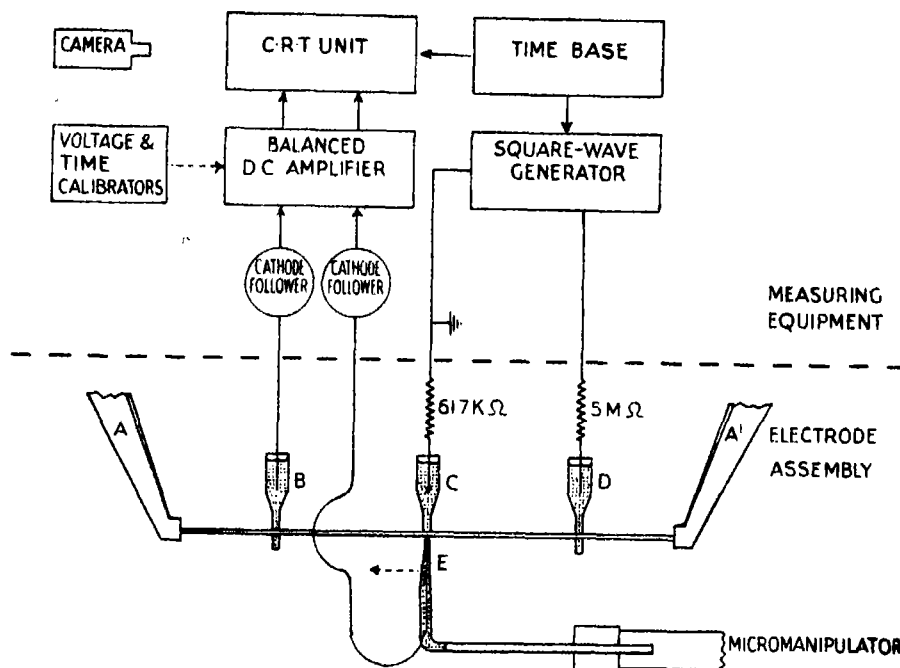 CAMERA
C·R·T UNIT
TIME BASE
VOLTAGE &
TIME
CALIBRATORS
BALANCED
D C AMPLIFIER
SQUARE-WAVE
GENERATOR
CATHODE
FOLLOWER
CATHODE
FOLLOWER
MEASURING
EQUIPMENT
617KΩ
5MΩ
A
A'
ELECTRODE
ASSEMBLY
B
C
D
E
MICROMANIPULATOR